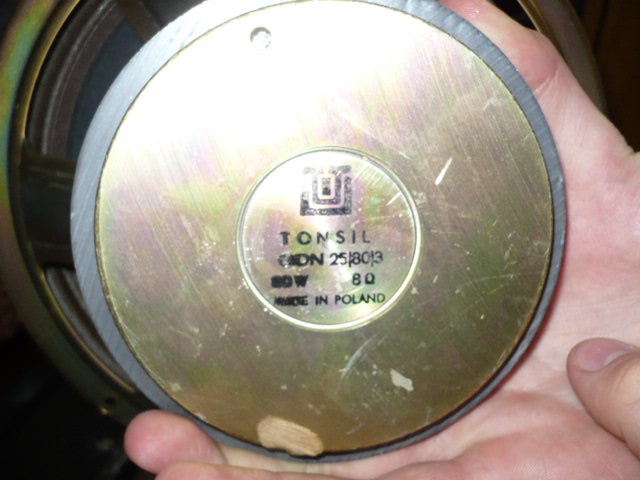 TONSIL
GDN 25|80|3
80W 8Ω
MADE IN POLAND